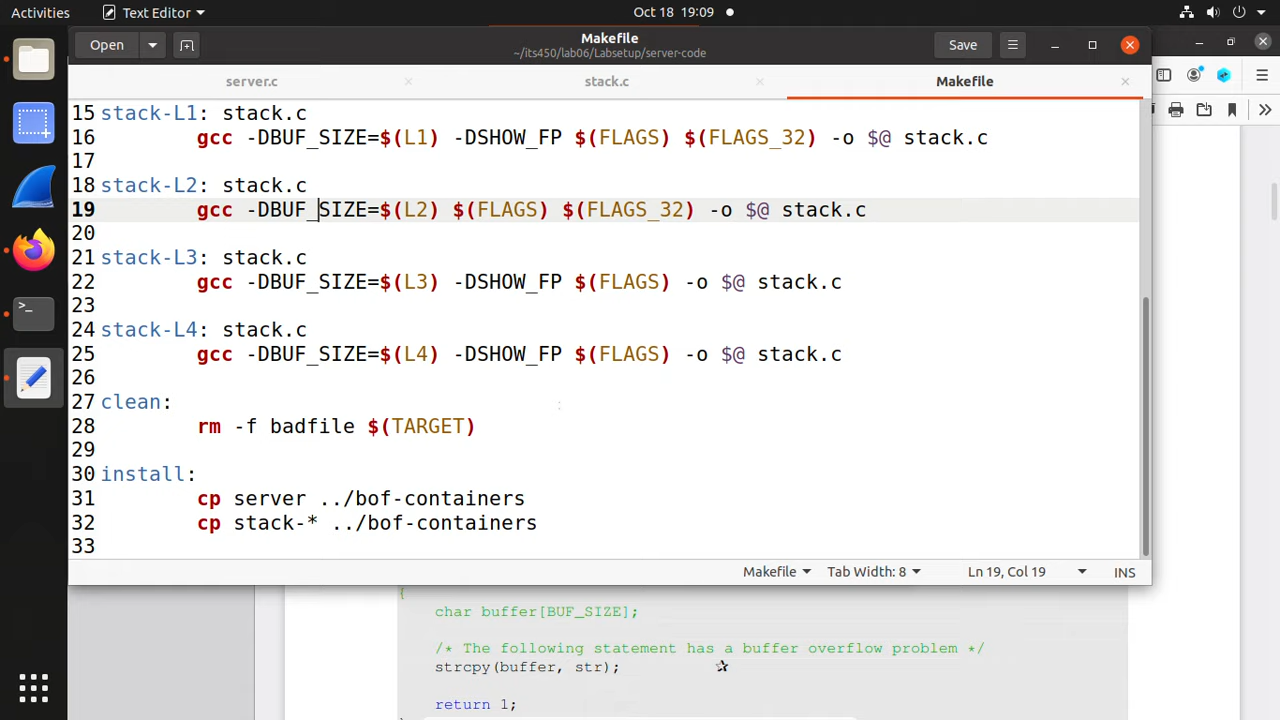 Activities
Text Editor
Oct 18 19:09
Open
Makefile
~/its450/lab06/Labsetup/server-code
Save
server.c
stack.c
Makefile
15 stack-L1: stack.c
16 gcc -DBUF_SIZE=$(L1) -DSHOW_FP $(FLAGS) $(FLAGS_32) -o $@ stack.c
17
18 stack-L2: stack.c
19 gcc -DBUF_SIZE=$(L2) $(FLAGS) $(FLAGS_32) -o $@ stack.c
20
21 stack-L3: stack.c
22 gcc -DBUF_SIZE=$(L3) -DSHOW_FP $(FLAGS) -o $@ stack.c
23
24 stack-L4: stack.c
25 gcc -DBUF_SIZE=$(L4) -DSHOW_FP $(FLAGS) -o $@ stack.c
26
27 clean:
28 rm -f badfile $(TARGET)
29
30 install:
31 cp server ../bof-containers
32 cp stack-* ../bof-containers
33
Makefile
Tab Width: 8
Ln 19, Col 19
INS
{
char buffer[BUF_SIZE];
/* The following statement has a buffer overflow problem */
strcpy(buffer, str);
return 1;